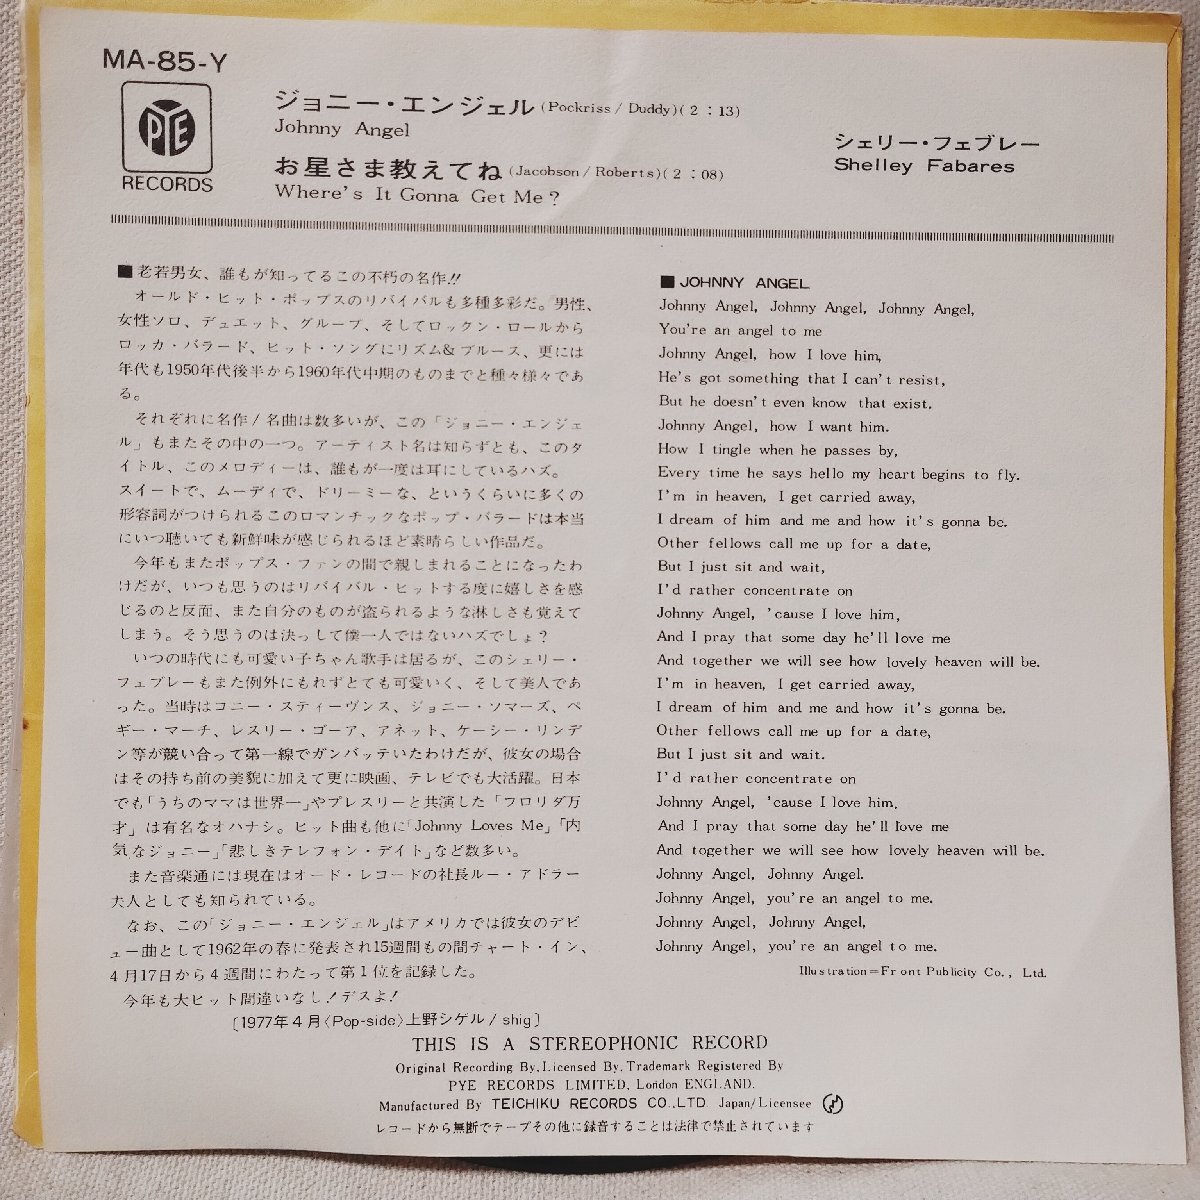 MA-85-Y
PYE
RECORDS
ジョニー・エンジェル (Pockriss / Duddy) ( 2 : 13)
Johnny Angel
お星さま教えてね (Jacobson / Roberts) ( 2 : 08)
Where's It Gonna Get Me?
シェリー・フェブレー
Shelley Fabares
■老若男女、誰もが知ってるこの不朽の名作!!
オールド・ヒット・ポップスのリバイバルも多種多彩だ。男性、
女性ソロ、デュエット、グループ、そしてロックン・ロールから
ロッカ・バラード、ヒット・ソングにリズム&ブルース、更には
年代も1950年代後半から1960年代中期のものまでと種々様々であ
る。
それぞれに名作 / 名曲は数多いが、この「ジョニー・エンジェ
ル」もまたその中の一つ。アーティスト名は知らずとも、このタ
イトル、このメロディーは、誰もが一度は耳にしているハズ。
スイートで、ムーディで、ドリーミーな、というくらいに多くの
形容詞がつけられるこのロマンチックなポップ・バラードは本当
にいつ聴いても新鮮味が感じられるほど素晴らしい作品だ。
今年もまたポップス・ファンの間で親しまれることになったわ
けだが、いつも思うのはリバイバル・ヒットする度に嬉しさを感
じるのと反面、また自分のものが盗られるような淋しさも覚えて
しまう。そう思うのは決っして僕一人ではないハズでしょ?
いつの時代にも可愛い子ちゃん歌手は居るが、このシェリー・
フェブレーもまた例外にもれずとても可愛いく、そして美人であ
った。当時はコニー・スティーヴンス、ジョニー・ソマーズ、ペ
ギー・マーチ、レスリー・ゴーア、アネット、ケーシー・リンデ
ン等が競い合って第一線でガンバッテいたわけだが、彼女の場合
はその持ち前の美貌に加えて更に映画、テレビでも大活躍。日本
でも「うちのママは世界一」やプレスリーと共演した「フロリダ万
才」は有名なオハナシ。ヒット曲も他に「Johnny Loves Me」「内
気なジョニー」「悲しきテレフォン・デイト」など数多い。
また音楽通には現在はオード・レコードの社長ルー・アドラー
夫人としても知られている。
なお、この「ジョニー・エンジェル」はアメリカでは彼女のデビ
ュー曲として1962年の春に発表され15週間もの間チャート・イン、
4月17日から4週間にわたって第1位を記録した。
今年も大ヒット間違いなし!デスよ!
〔1977年4月〈Pop-side〉上野シゲル / shig〕
■JOHNNY ANGEL
Johnny Angel, Johnny Angel, Johnny Angel,
You're an angel to me
Johnny Angel, how I love him,
He's got something that I can't resist,
But he doesn't even know that exist.
Johnny Angel, how I want him.
How I tingle when he passes by,
Every time he says hello my heart begins to fly.
I'm in heaven, I get carried away,
I dream of him and me and how it's gonna be.
Other fellows call me up for a date,
But I just sit and wait,
I'd rather concentrate on
Johnny Angel, 'cause I love him,
And I pray that some day he'll love me
And together we will see how lovely heaven will be.
I'm in heaven, I get carried away,
I dream of him and me and how it's gonna be.
Other fellows call me up for a date,
But I just sit and wait.
I'd rather concentrate on
Johnny Angel, 'cause I love him.
And I pray that some day he'll love me
And together we will see how lovely heaven will be.
Johnny Angel, Johnny Angel.
Johnny Angel, you're an angel to me.
Johnny Angel, Johnny Angel,
Johnny Angel, you're an angel to me.
Illustration=Front Publicity Co., Ltd.
THIS IS A STEREOPHONIC RECORD
Original Recording By, Licensed By, Trademark Registered By
PYE RECORDS LIMITED, London ENGLAND.
Manufactured By TEICHIKU RECORDS CO.,LTD. Japan/Licensee
レコードから無断でテープその他に録音することは法律で禁止されています